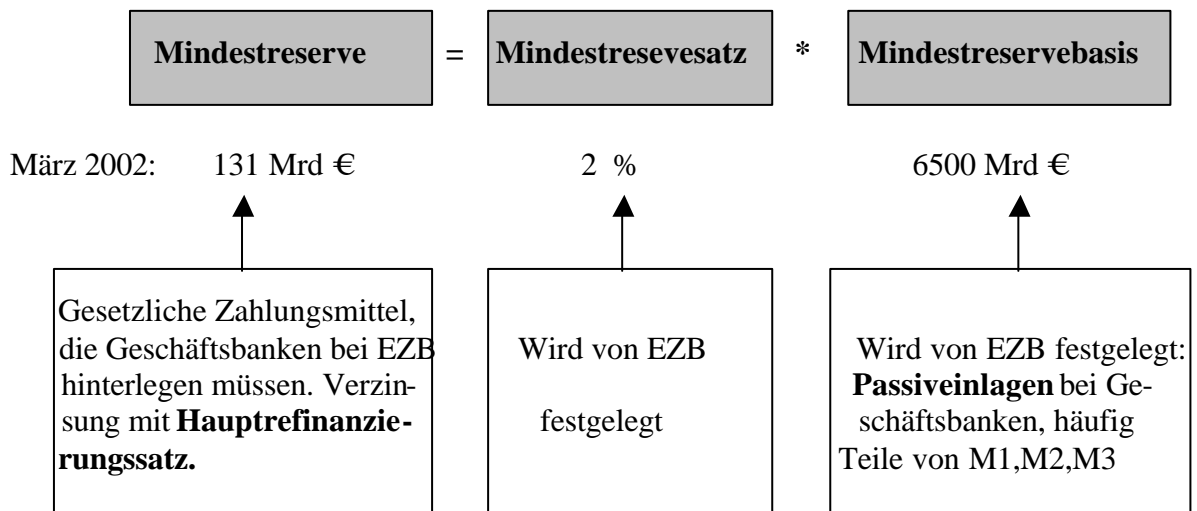 Mindestreserve = Mindestresevesatz * Mindestreservebasis
März 2002: 131 Mrd € 2 % 6500 Mrd €
Gesetzliche Zahlungsmittel,
die Geschäftsbanken bei EZB
hinterlegen müssen. Verzin-
sung mit Hauptrefinanzie-
rungssatz.
Wird von EZB
festgelegt
Wird von EZB festgelegt:
Passiveinlagen bei Ge-
schäftsbanken, häufig
Teile von M1,M2,M3